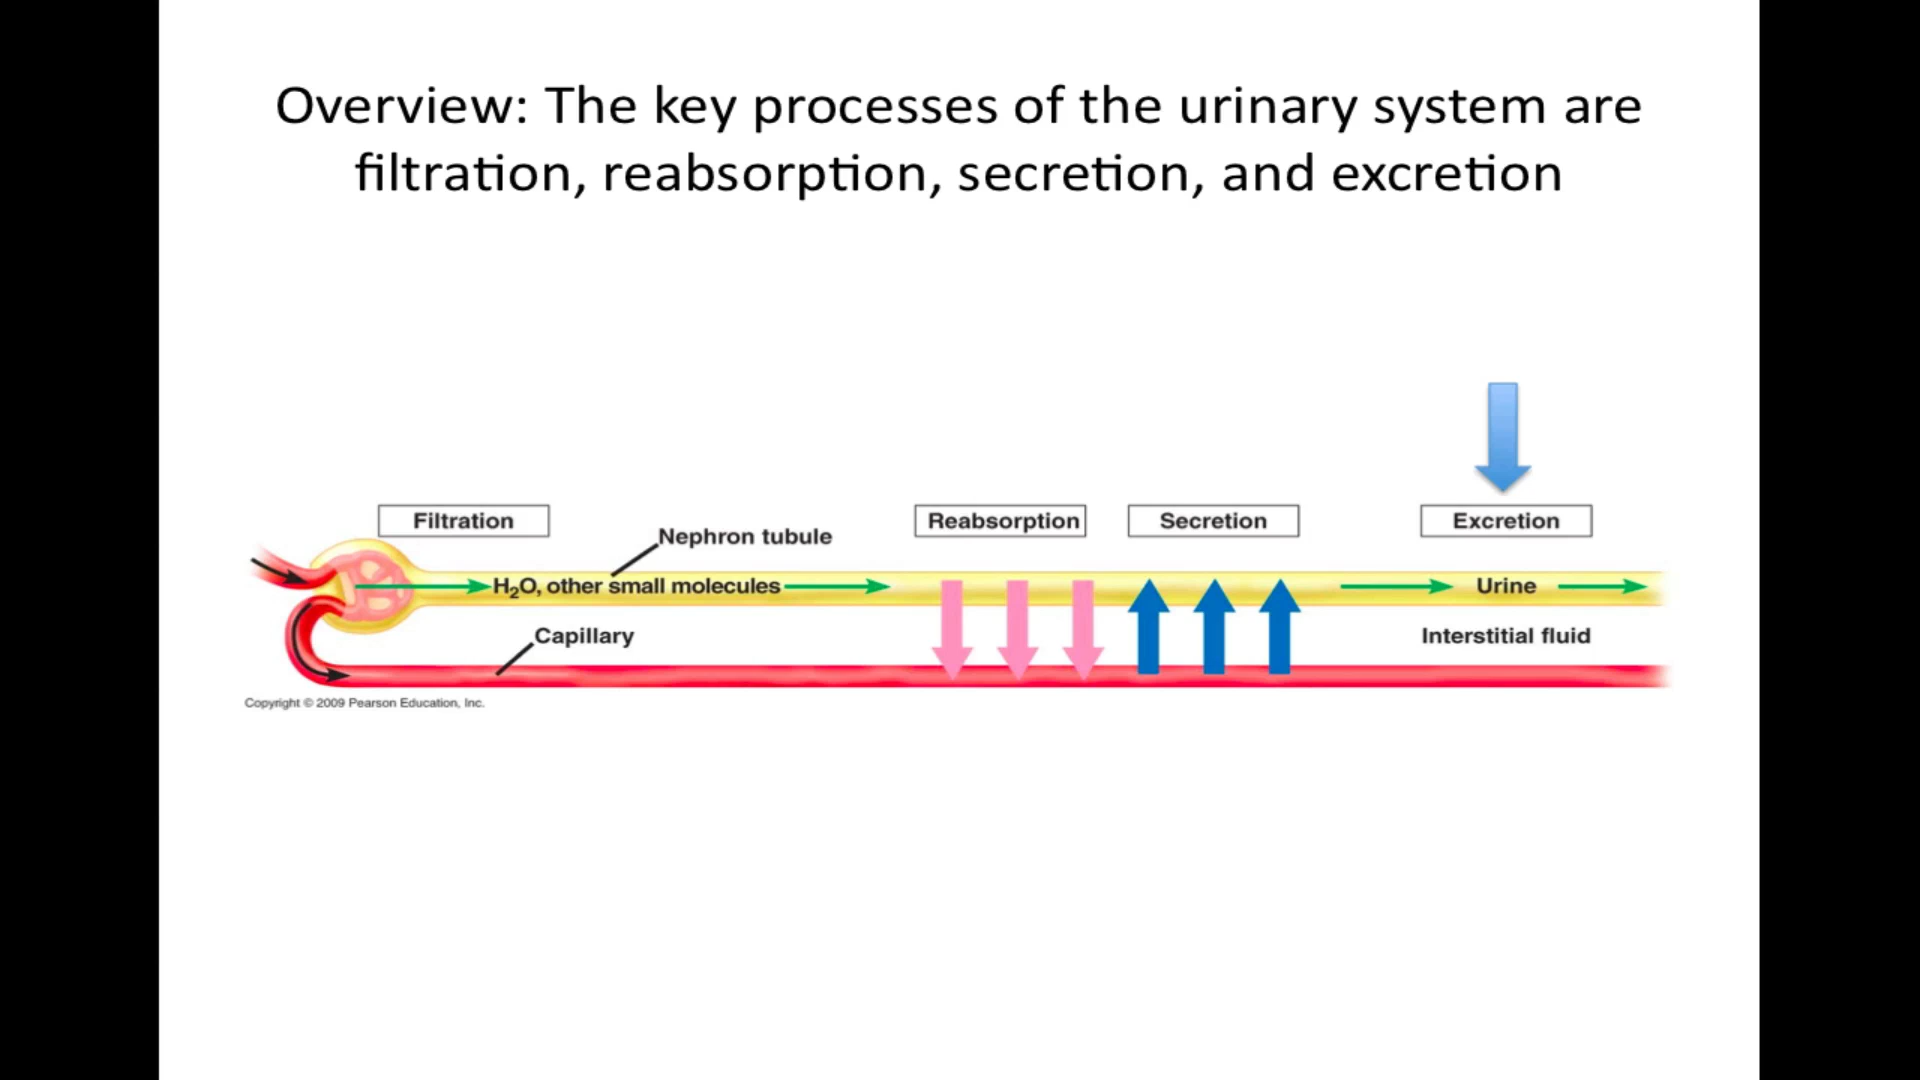 Overview: The key processes of the urinary system are
filtration, reabsorption, secretion, and excretion
Filtration
Nephron tubule
Reabsorption
Secretion
Excretion
H₂O, other small molecules
Urine
Capillary
Interstitial fluid
Copyright © 2009 Pearson Education, Inc.